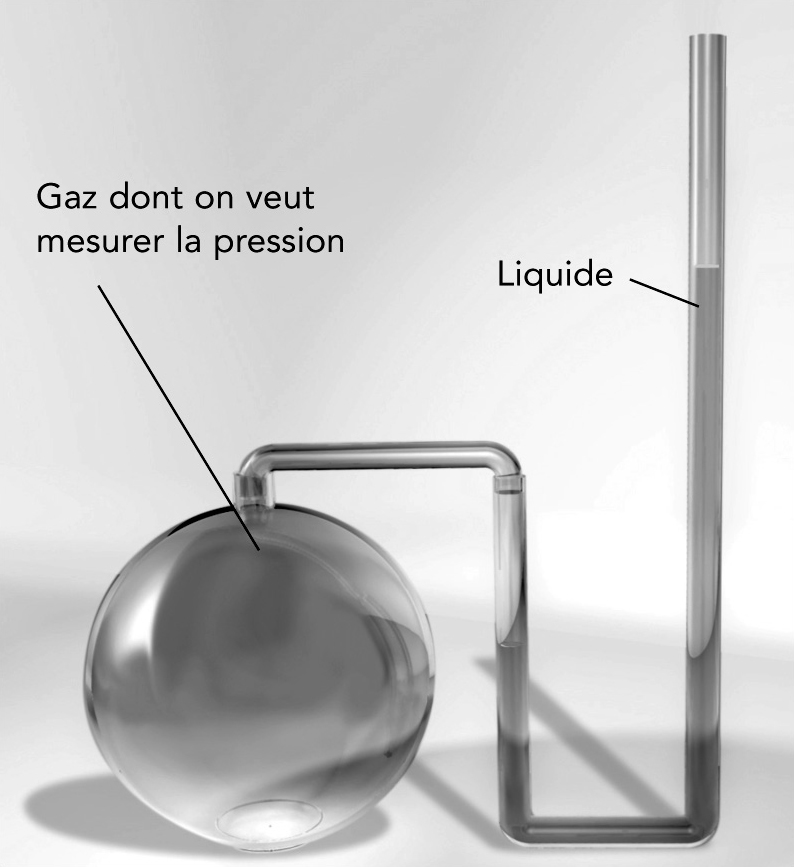 Gaz dont on veut
mesurer la pression
Liquide